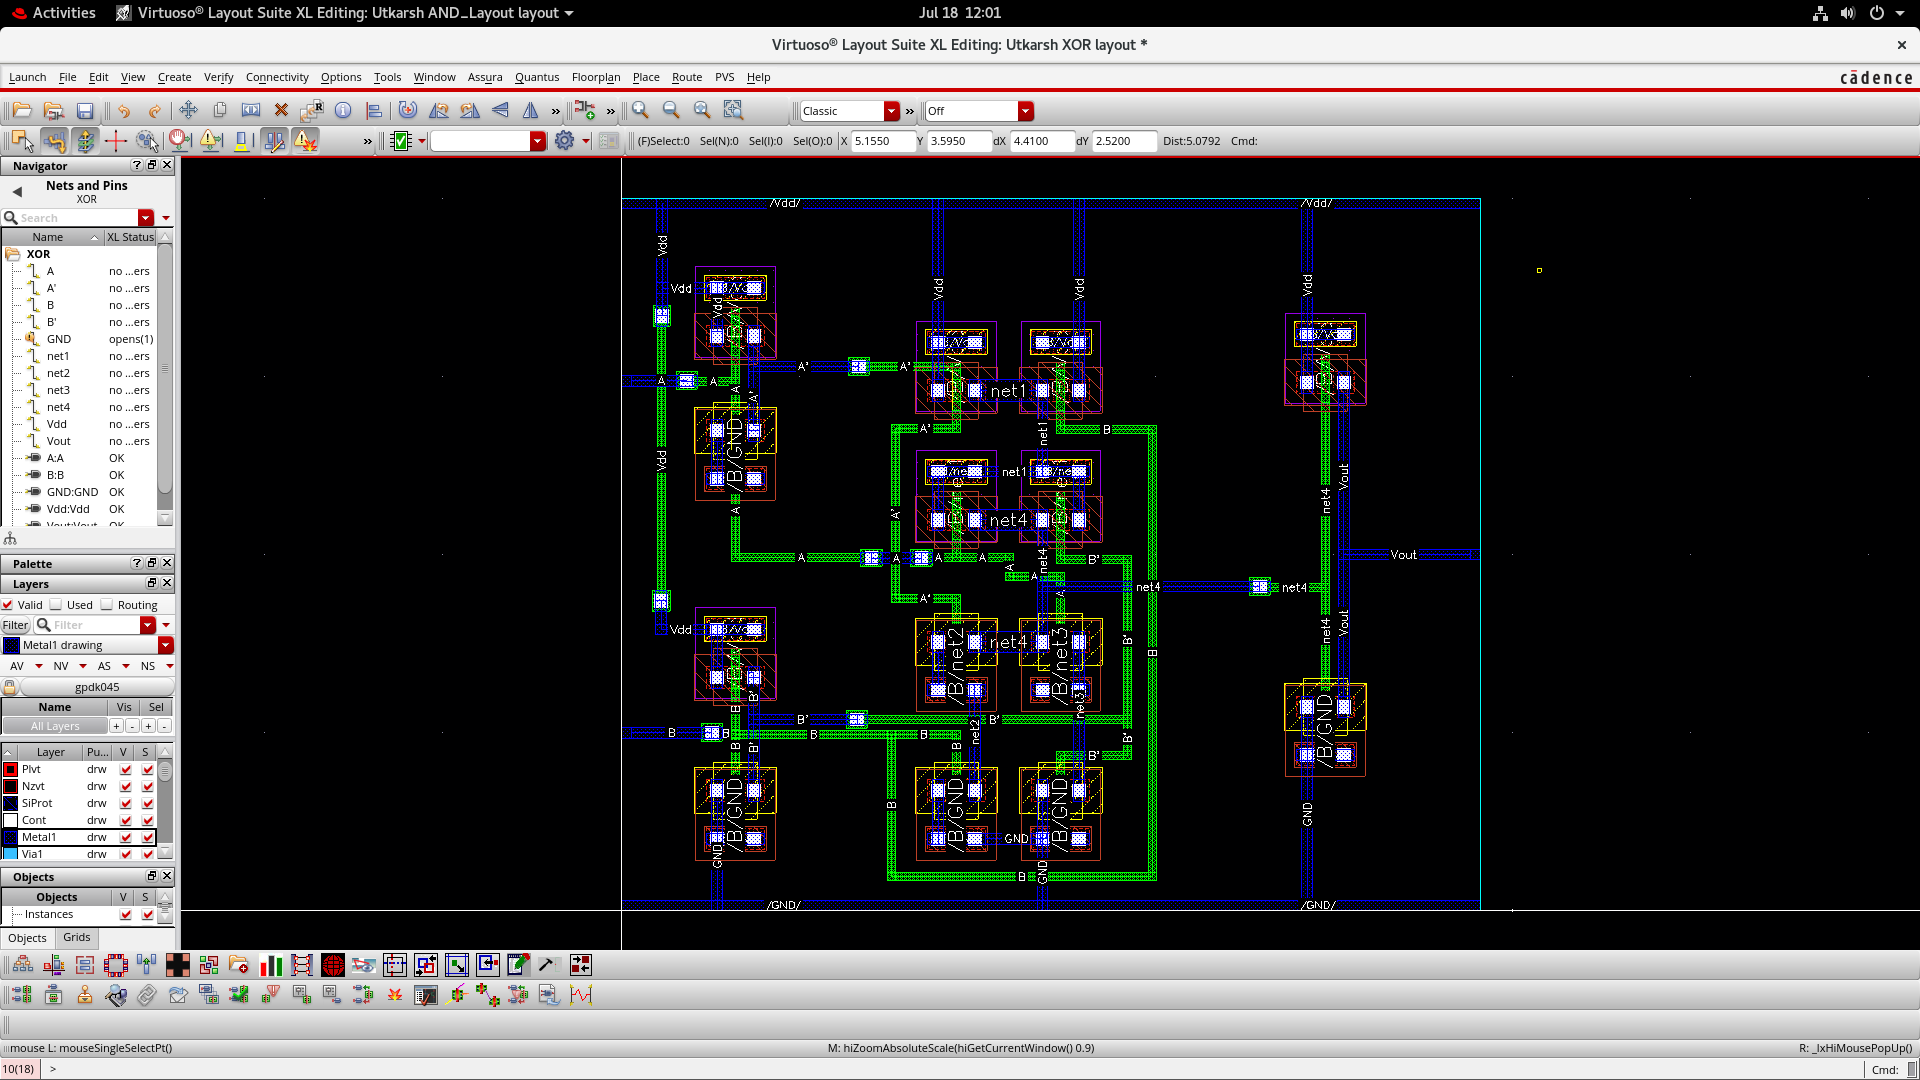 Activities
Virtuoso® Layout Suite XL Editing: Utkarsh AND_Layout layout
Jul 18 12:01
Virtuoso® Layout Suite XL Editing: Utkarsh XOR layout *
Launch File Edit View Create Verify Connectivity Options Tools Window Assura Quantus Floorplan Place Route PVS Help
cādence
Classic
Off
(F)Select:0 Sel(N):0 Sel(I):0 Sel(O):0 X 5.1550 Y 3.5950 dX 4.4100 dY 2.5200 Dist:5.0792 Cmd:
Navigator
Nets and Pins
XOR
Search
Name XL Status
XOR
A no ...ers
A' no ...ers
B no ...ers
B' no ...ers
GND opens(1)
net1 no ...ers
net2 no ...ers
net3 no ...ers
net4 no ...ers
Vdd no ...ers
Vout no ...ers
A:A OK
B:B OK
GND:GND OK
Vdd:Vdd OK
Vout:Vout OK
Palette
Layers
Valid Used Routing
Filter Filter
Metal1 drawing
AV NV AS NS
gpdk045
Name Vis Sel
All Layers + - + -
Layer Pu... V S
Plvt drw
Nzvt drw
SiProt drw
Cont drw
Metal1 drw
Via1 drw
Objects
Objects V S
Instances
Objects Grids
/Vdd/ /Vdd/
Vdd
Vdd Vdd Vdd
Vdd
Vdd
A' A'
A A
net1
A
A'
A' net1 B
/B/GND
Vdd
net1
net4 Vout
A
A' net4
A A A A B'
net4
A
A
Vout
net4 net4
A'
Vdd
/B/net2 net4 /B/net3
B' B
net4 Vout
B'
B
B' B'
net2 net3
B B B B
B B' B B'
B'
/B/GND /B/GND /B/GND /B/GND
B
GND
GND
GND GND
B
/GND/ /GND/
mouse L: mouseSingleSelectPt()
M: hiZoomAbsoluteScale(hiGetCurrentWindow() 0.9)
R: _lxHiMousePopUp()
10(18) >
Cmd: